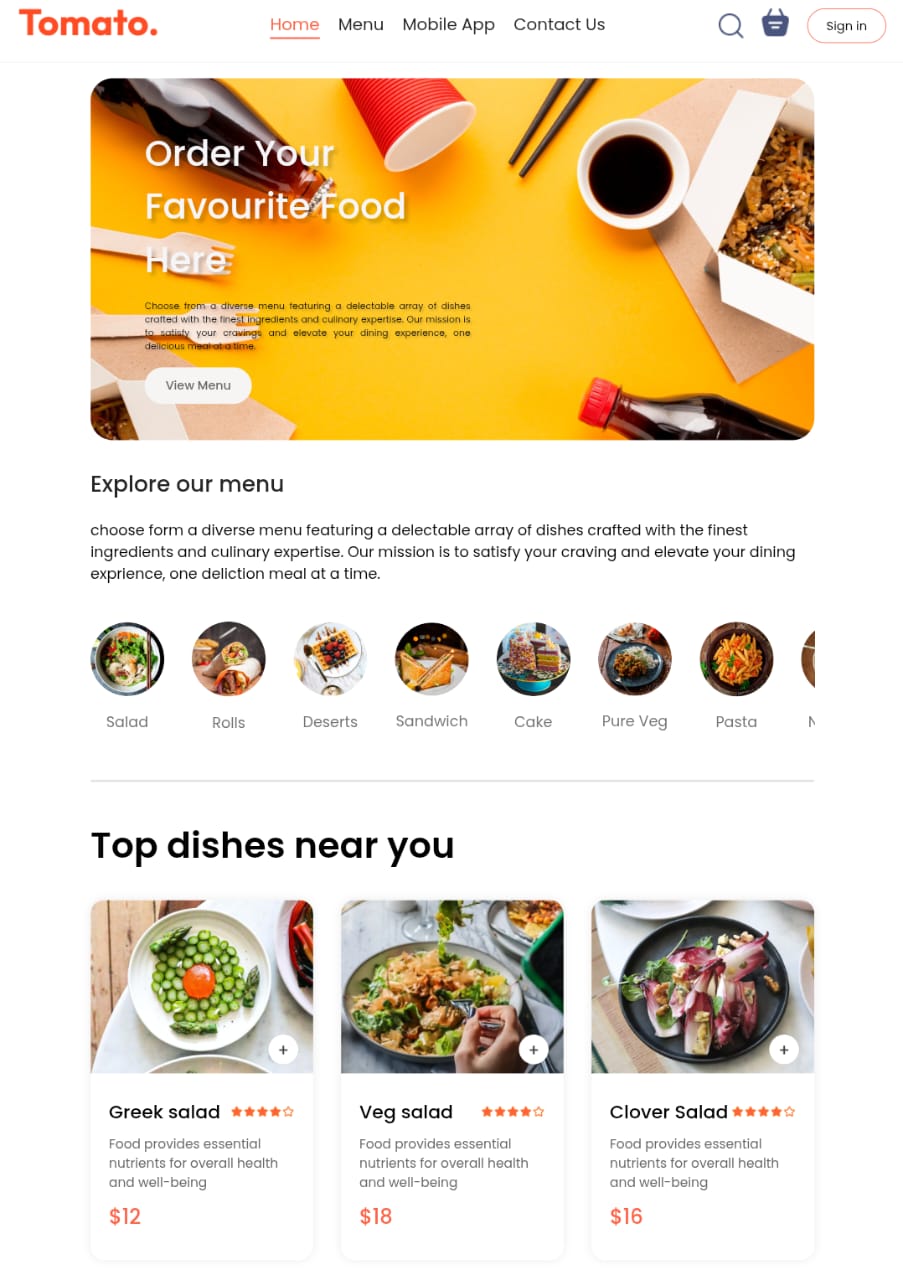 Tomato.
Home Menu Mobile App Contact Us
Sign in
Order Your
Favourite Food
Here
Choose from a diverse menu featuring a delectable array of dishes
crafted with the finest ingredients and culinary expertise. Our mission is
to satisfy your cravings and elevate your dining experience, one
delicious meal at a time.
View Menu
Explore our menu
choose form a diverse menu featuring a delectable array of dishes crafted with the finest
ingredients and culinary expertise. Our mission is to satisfy your craving and elevate your dining
exprience, one deliction meal at a time.
Salad Rolls Deserts Sandwich Cake Pure Veg Pasta
Top dishes near you
Greek salad
Food provides essential
nutrients for overall health
and well-being
$12
Veg salad
Food provides essential
nutrients for overall health
and well-being
$18
Clover Salad
Food provides essential
nutrients for overall health
and well-being
$16